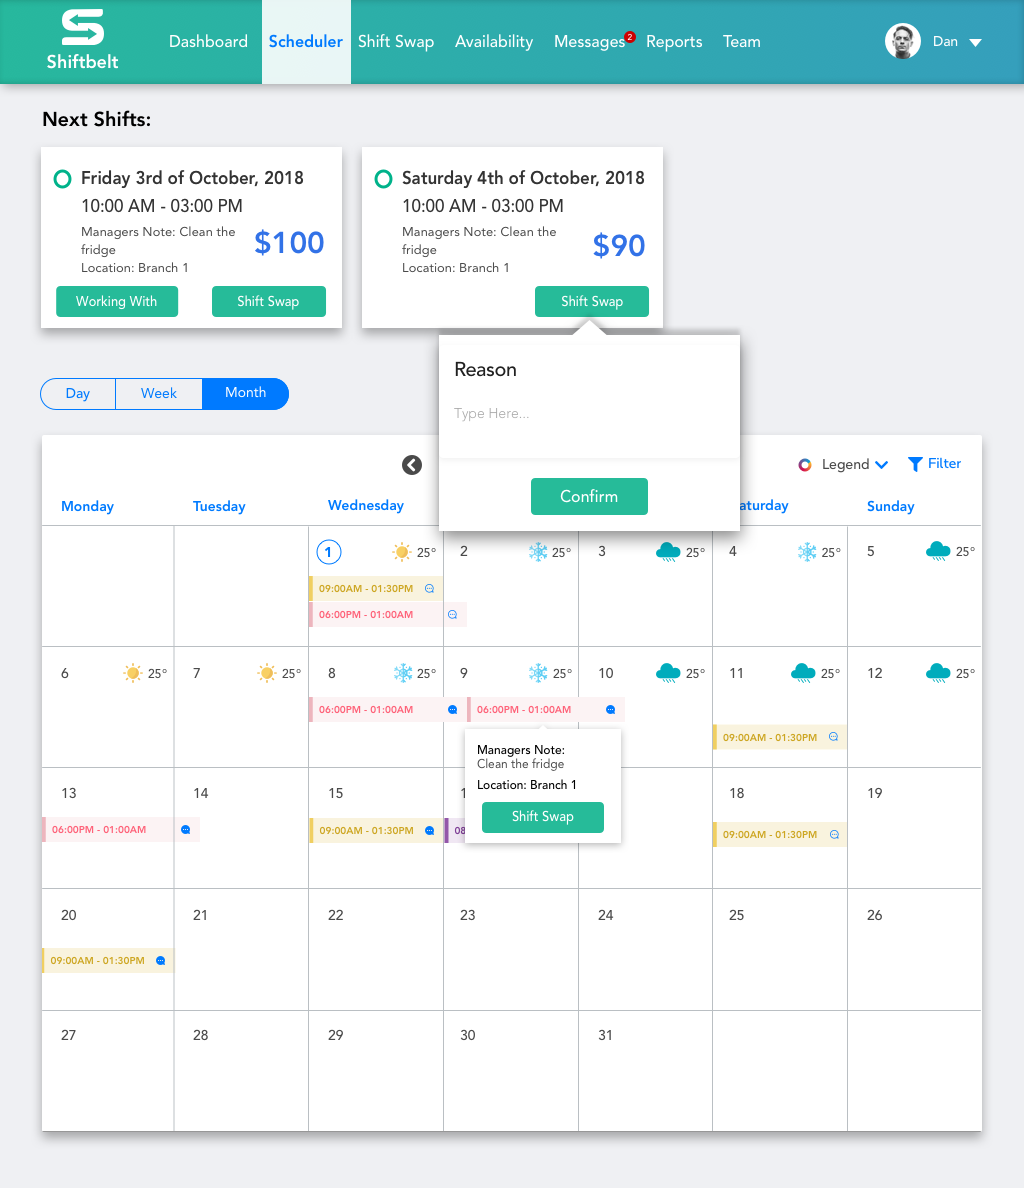 Shiftbelt
Dashboard
Scheduler
Shift Swap
Availability
Messages
2
Reports
Team
Dan
Next Shifts:
Friday 3rd of October, 2018
10:00 AM - 03:00 PM
Managers Note: Clean the
fridge
Location: Branch 1
$100
Working With
Shift Swap
Saturday 4th of October, 2018
10:00 AM - 03:00 PM
Managers Note: Clean the
fridge
Location: Branch 1
$90
Shift Swap
Reason
Type Here...
Confirm
Day
Week
Month
Legend
Filter
Monday
Tuesday
Wednesday
aturday
Sunday
1
25°
2
25°
3
25°
4
25°
5
25°
09:00AM - 01:30PM
06:00PM - 01:00AM
6
25°
7
25°
8
25°
9
25°
10
25°
11
25°
12
25°
06:00PM - 01:00AM
06:00PM - 01:00AM
09:00AM - 01:30PM
Managers Note:
Clean the fridge
Location: Branch 1
Shift Swap
13
14
15
1
18
19
06:00PM - 01:00AM
09:00AM - 01:30PM
08
09:00AM - 01:30PM
20
21
22
23
24
25
26
09:00AM - 01:30PM
27
28
29
30
31